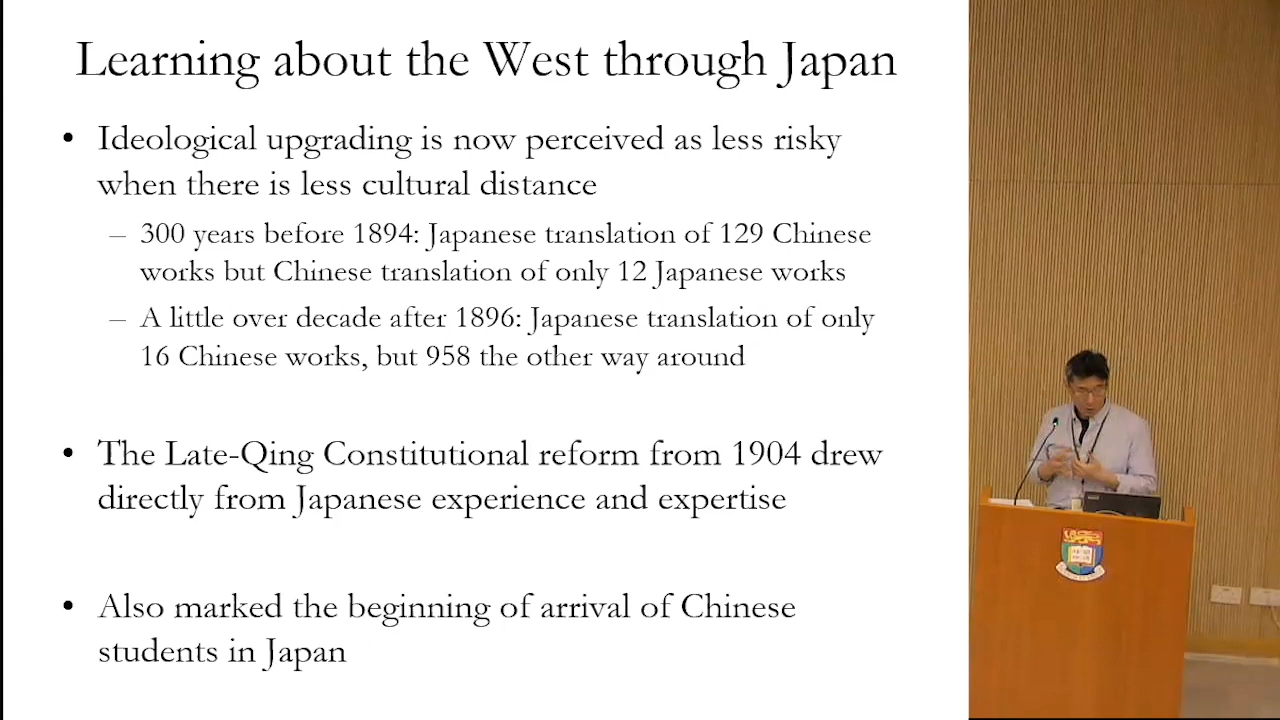 Learning about the West through Japan
• Ideological upgrading is now perceived as less risky
when there is less cultural distance
– 300 years before 1894: Japanese translation of 129 Chinese
works but Chinese translation of only 12 Japanese works
– A little over decade after 1896: Japanese translation of only
16 Chinese works, but 958 the other way around
• The Late-Qing Constitutional reform from 1904 drew
directly from Japanese experience and expertise
• Also marked the beginning of arrival of Chinese
students in Japan